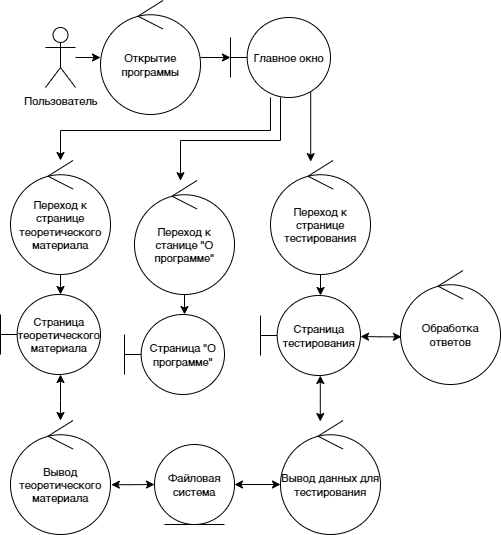 Открытие
программы
Главное окно
Пользователь
Переход к
странице
теоретического
материала
Переход к
станице "О
программе"
Переход к
странице
тестирования
Страница
теоретического
материала
Страница "О
программе"
Страница
тестирования
Обработка
ответов
Вывод
теоретического
материала
Файловая
система
Вывод данных для
тестирования